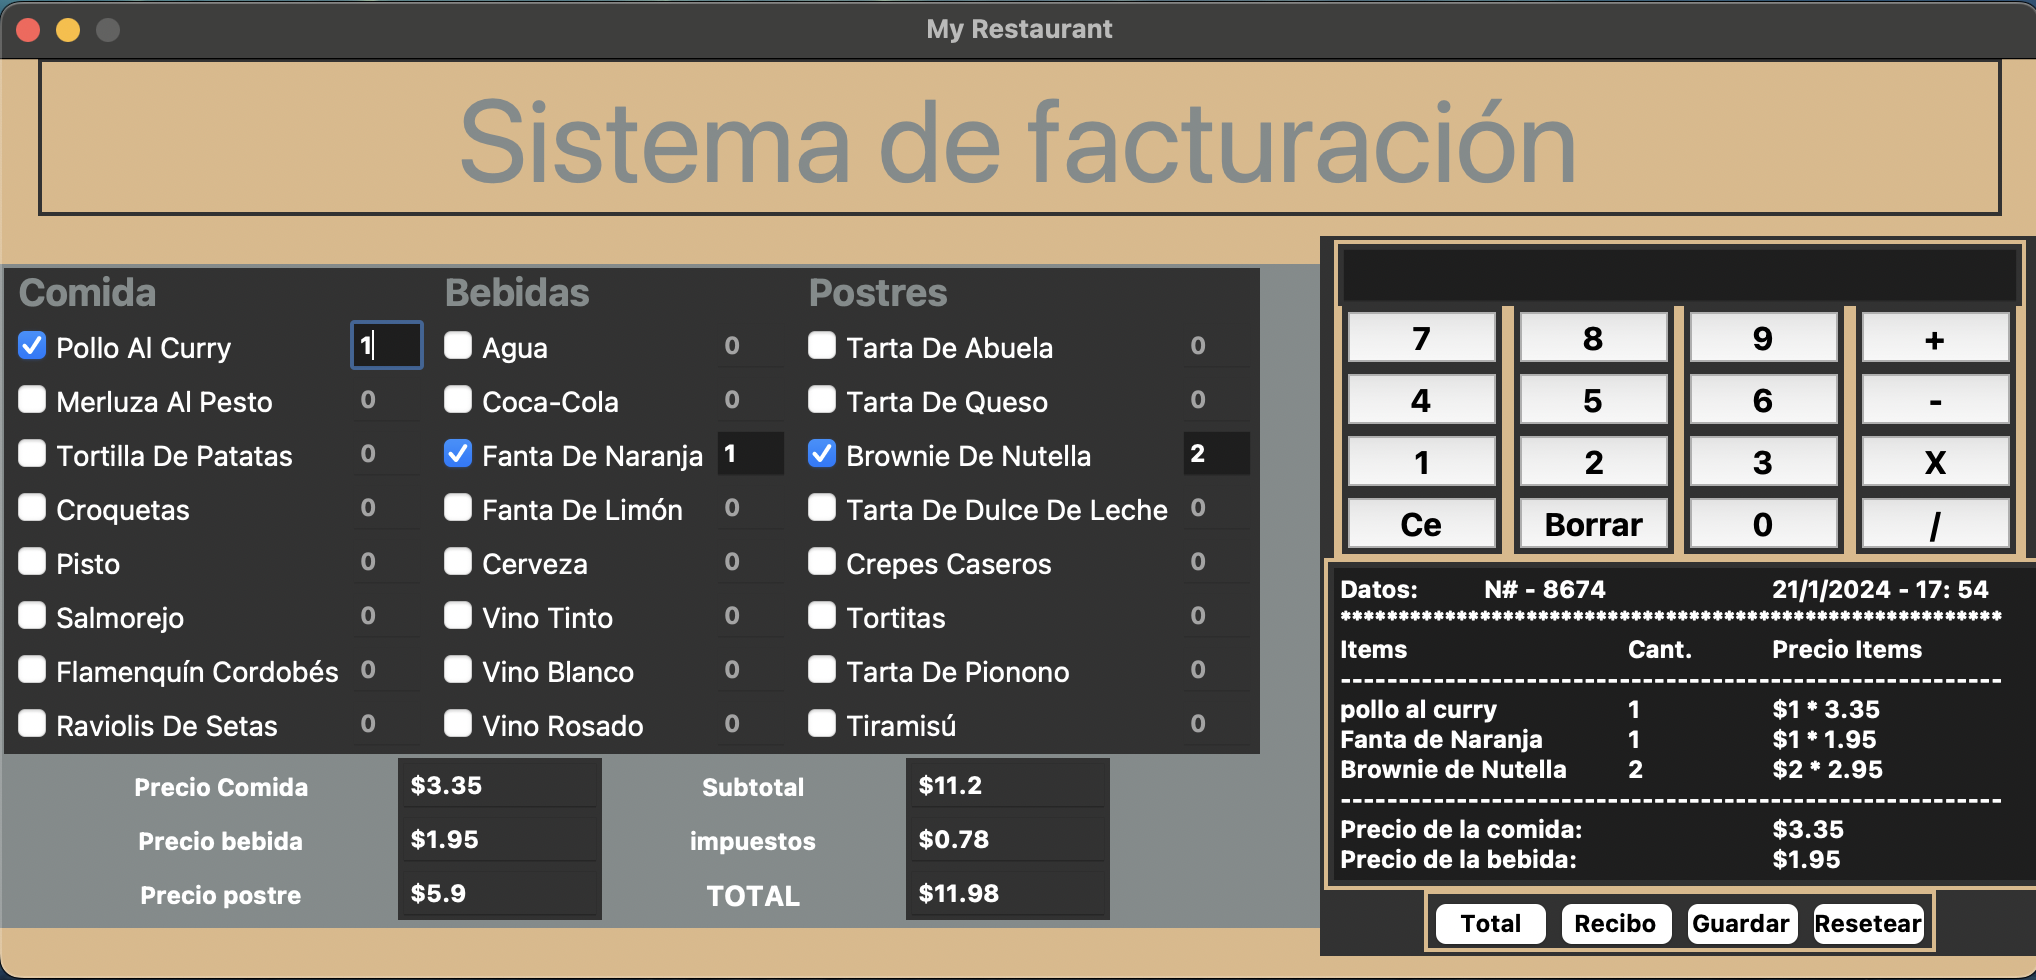 My Restaurant
Sistema de facturación
Comida Bebidas Postres
Pollo Al Curry 1 Agua 0 Tarta De Abuela 0
Merluza Al Pesto 0 Coca-Cola 0 Tarta De Queso 0
Tortilla De Patatas 0 Fanta De Naranja 1 Brownie De Nutella 2
Croquetas 0 Fanta De Limón 0 Tarta De Dulce De Leche 0
Pisto 0 Cerveza 0 Crepes Caseros 0
Salmorejo 0 Vino Tinto 0 Tortitas 0
Flamenquín Cordobés 0 Vino Blanco 0 Tarta De Pionono 0
Raviolis De Setas 0 Vino Rosado 0 Tiramisú 0
Precio Comida $3.35 Subtotal $11.2
Precio bebida $1.95 impuestos $0.78
Precio postre $5.9 TOTAL $11.98
7 8 9 +
4 5 6 -
1 2 3 X
Ce Borrar 0 /
Datos: N# - 8674 21/1/2024 - 17: 54
*******************************************************
Items Cant. Precio Items
-------------------------------------------------------
pollo al curry 1 $1 * 3.35
Fanta de Naranja 1 $1 * 1.95
Brownie de Nutella 2 $2 * 2.95
-------------------------------------------------------
Precio de la comida: $3.35
Precio de la bebida: $1.95
Total Recibo Guardar Resetear